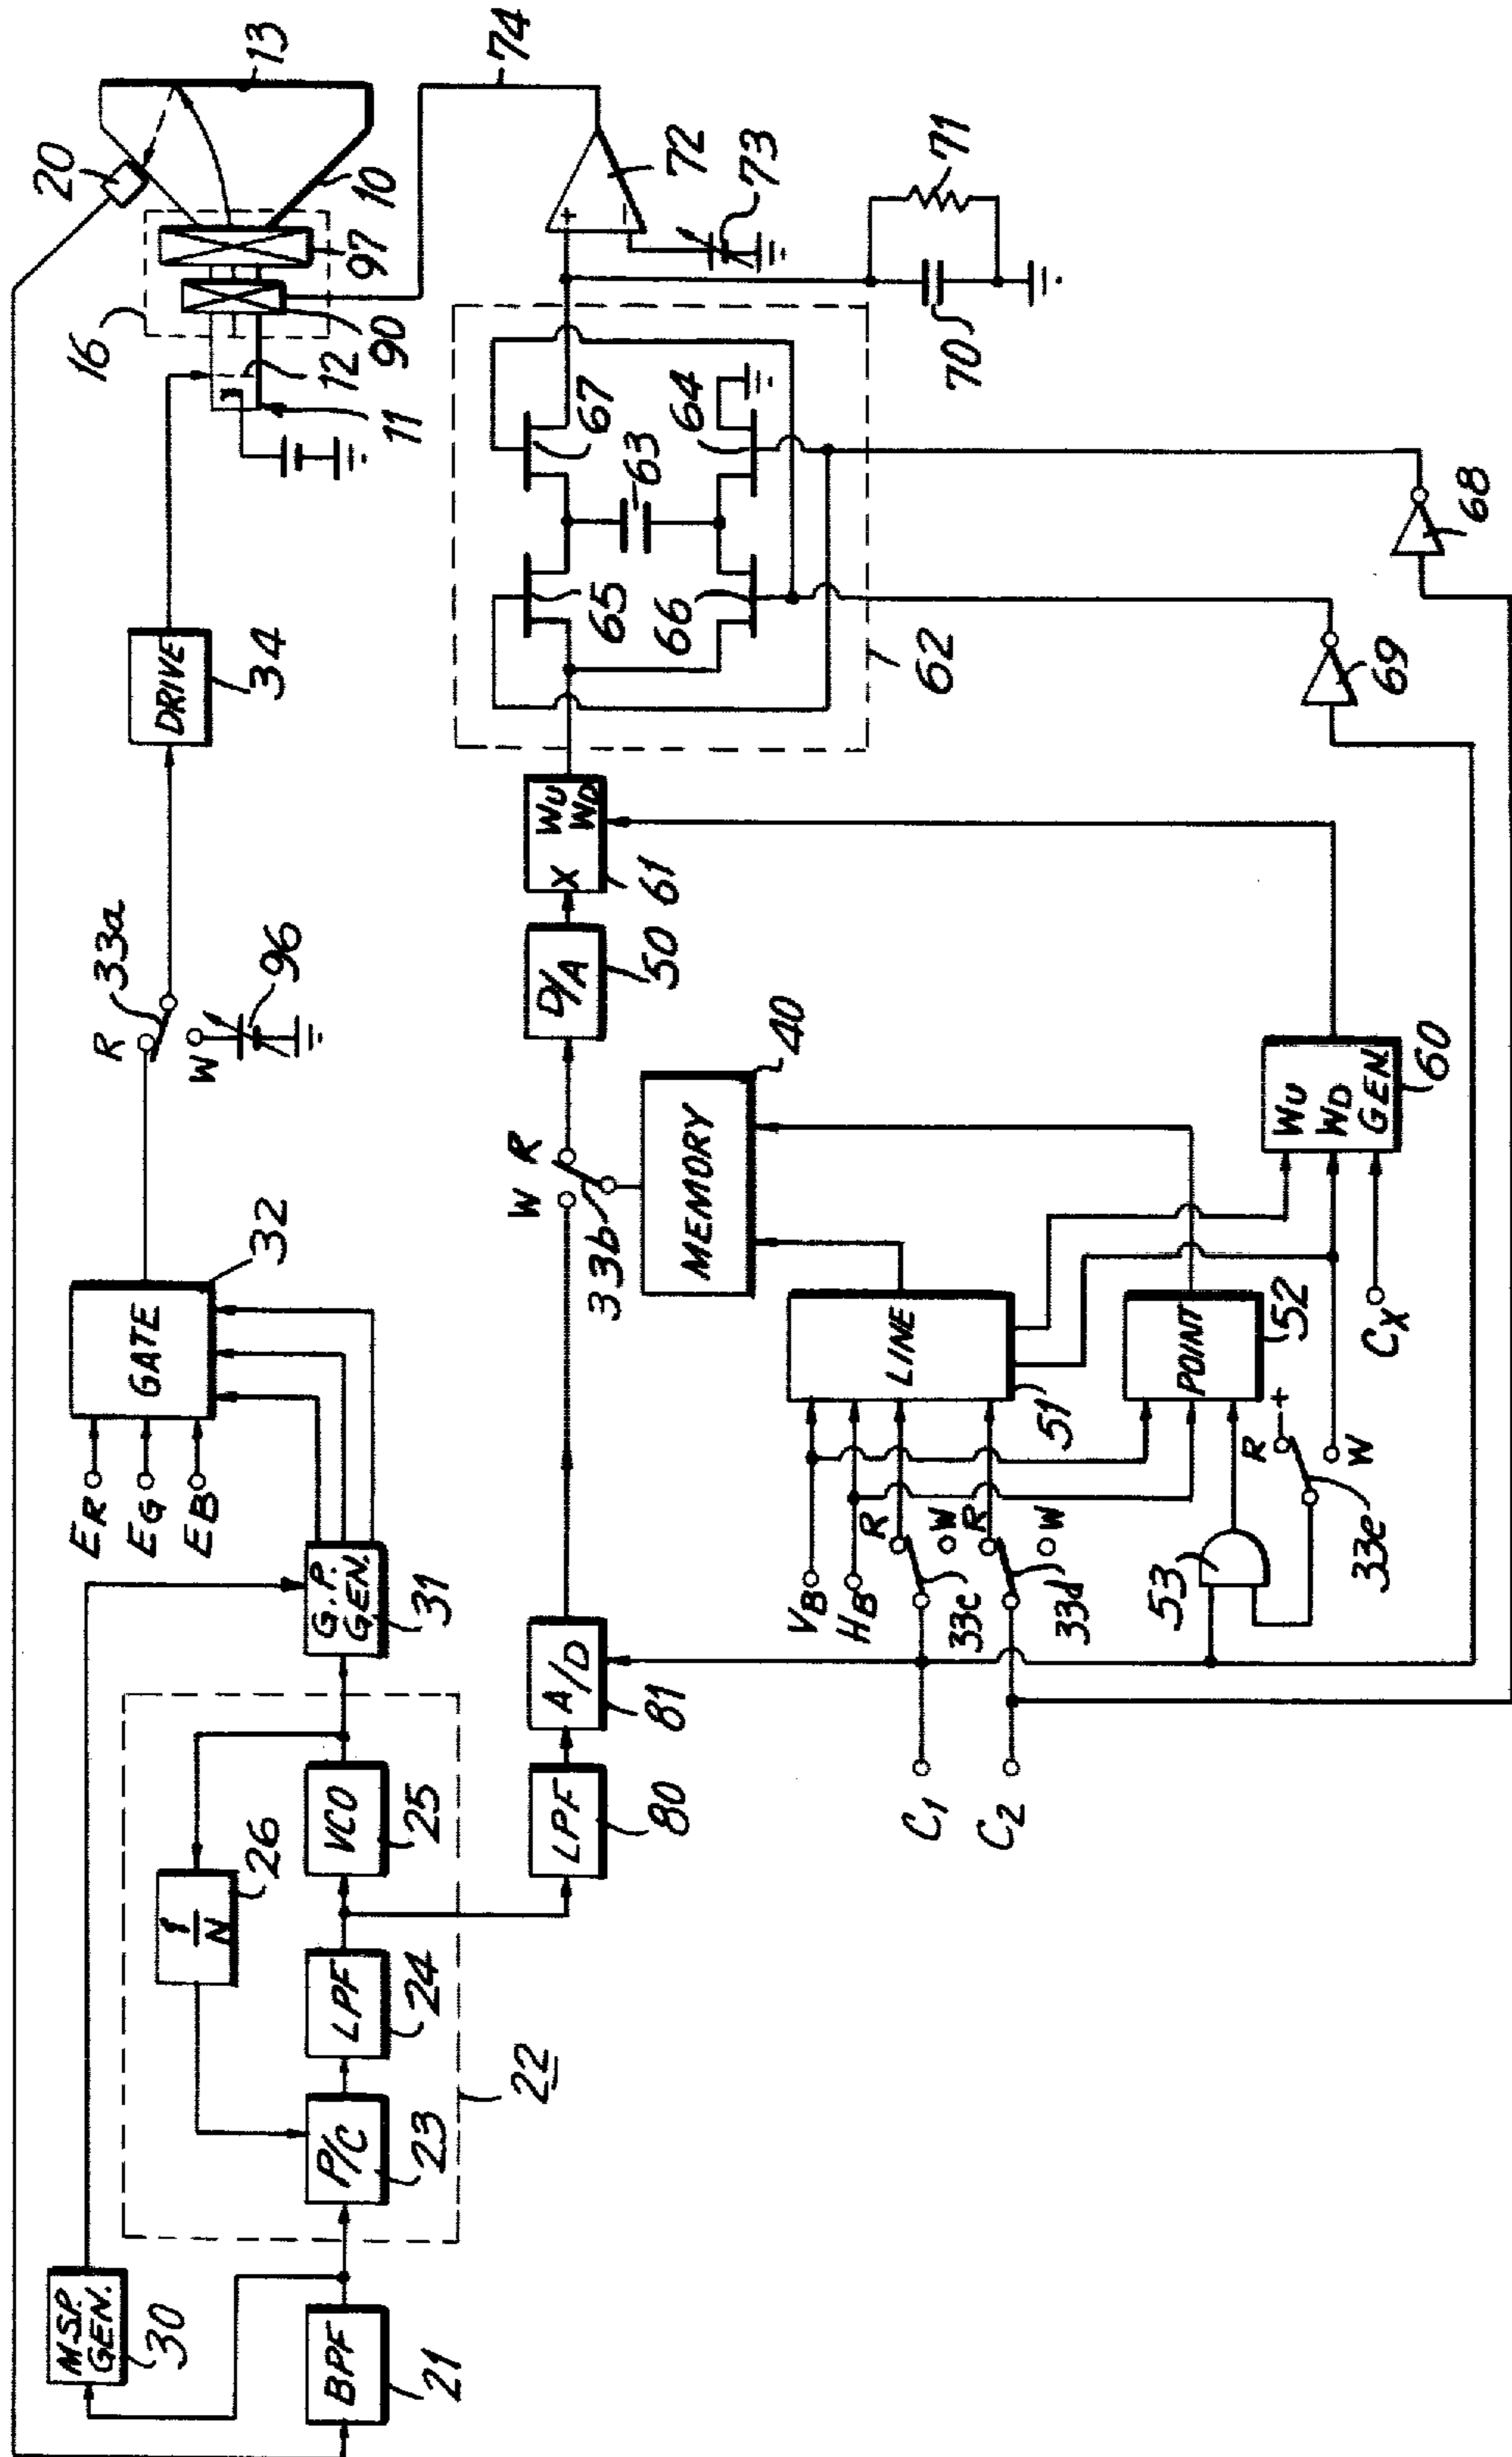 20
13
16
12
90
97
10
11
74
DRIVE
34
33a
R
W
96
GATE
32
ER
EG
EB
G.P.
GEN.
31
MSP.
GEN.
30
BPF
21
P/C
23
LPF
24
VCO
25
1/N
26
22
LPF
80
A/D
81
W
R
33b
MEMORY
40
D/A
50
X
WU
WD
61
62
65
67
63
66
64
+
−
72
73
70
71
68
69
VB
HB
R
W
33c
R
W
33d
C1
C2
LINE
51
POINT
52
53
R
+
W
33e
CX
WU
WD
GEN.
60